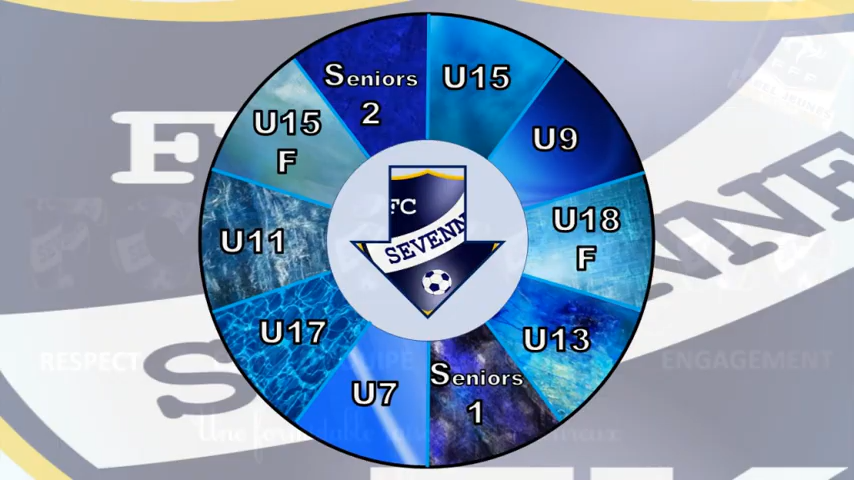 Seniors
2
U15
U15
F
U9
FC
SEVENN
U11
U18
F
U17
U13
U7
Seniors
1
RESPECT
ENGAGEMENT